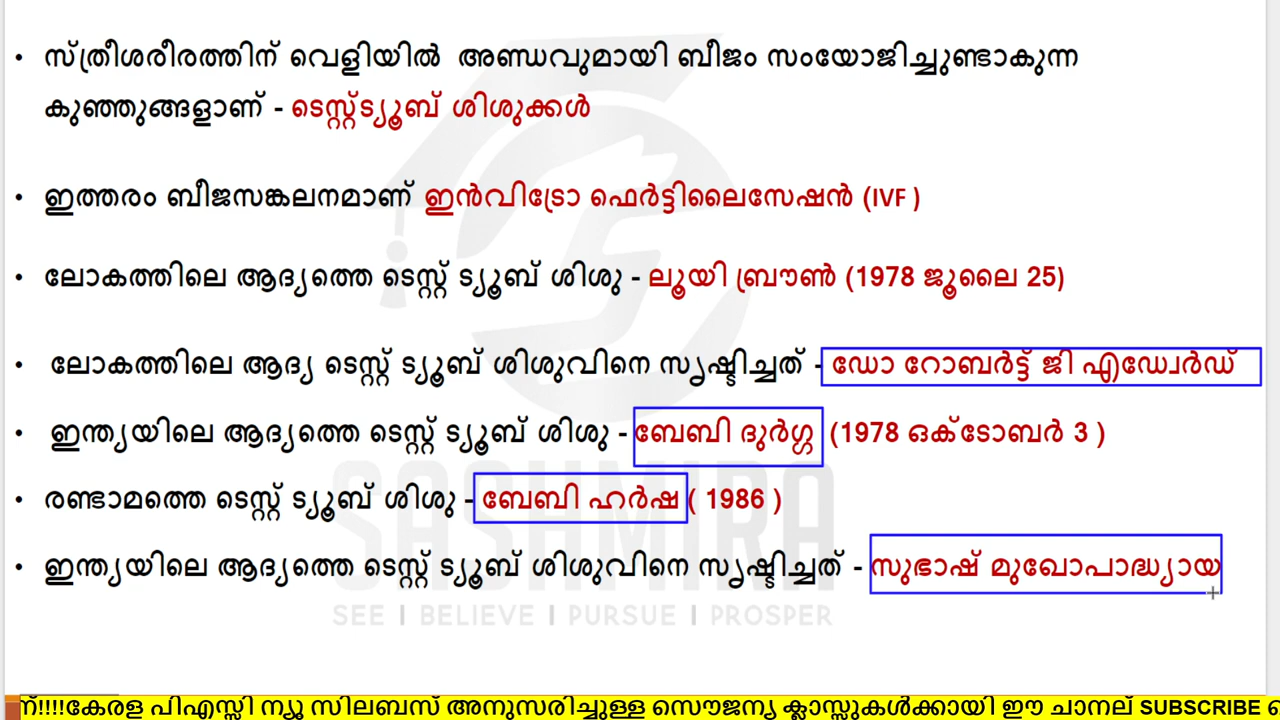 • സ്ത്രീശരീരത്തിന് വെളിയിൽ അണ്ഡവുമായി ബീജം സംയോജിച്ചുണ്ടാകുന്ന
കുഞ്ഞുങ്ങളാണ് - ടെസ്റ്റ്ട്യൂബ് ശിശുക്കൾ
• ഇത്തരം ബീജസങ്കലനമാണ് ഇൻവിട്രോ ഫെർട്ടിലൈസേഷൻ (IVF )
• ലോകത്തിലെ ആദ്യത്തെ ടെസ്റ്റ് ട്യൂബ് ശിശു - ലൂയി ബ്രൗൺ (1978 ജൂലൈ 25)
• ലോകത്തിലെ ആദ്യ ടെസ്റ്റ് ട്യൂബ് ശിശുവിനെ സൃഷ്ടിച്ചത് - ഡോ റോബർട്ട് ജി എഡ്വേർഡ്
• ഇന്ത്യയിലെ ആദ്യത്തെ ടെസ്റ്റ് ട്യൂബ് ശിശു - ബേബി ദുർഗ്ഗ (1978 ഒക്ടോബർ 3 )
• രണ്ടാമത്തെ ടെസ്റ്റ് ട്യൂബ് ശിശു - ബേബി ഹർഷ ( 1986 )
• ഇന്ത്യയിലെ ആദ്യത്തെ ടെസ്റ്റ് ട്യൂബ് ശിശുവിനെ സൃഷ്ടിച്ചത് - സുഭാഷ് മുഖോപാദ്ധ്യായ
SASHMIRA
SEE | BELIEVE | PURSUE | PROSPER
ന്!!!!കേരള പിഎസ്സി ന്യൂ സിലബസ് അനുസരിച്ചുള്ള സൌജന്യ ക്ലാസ്സുകൾക്കായി ഈ ചാനല് SUBSCRIBE